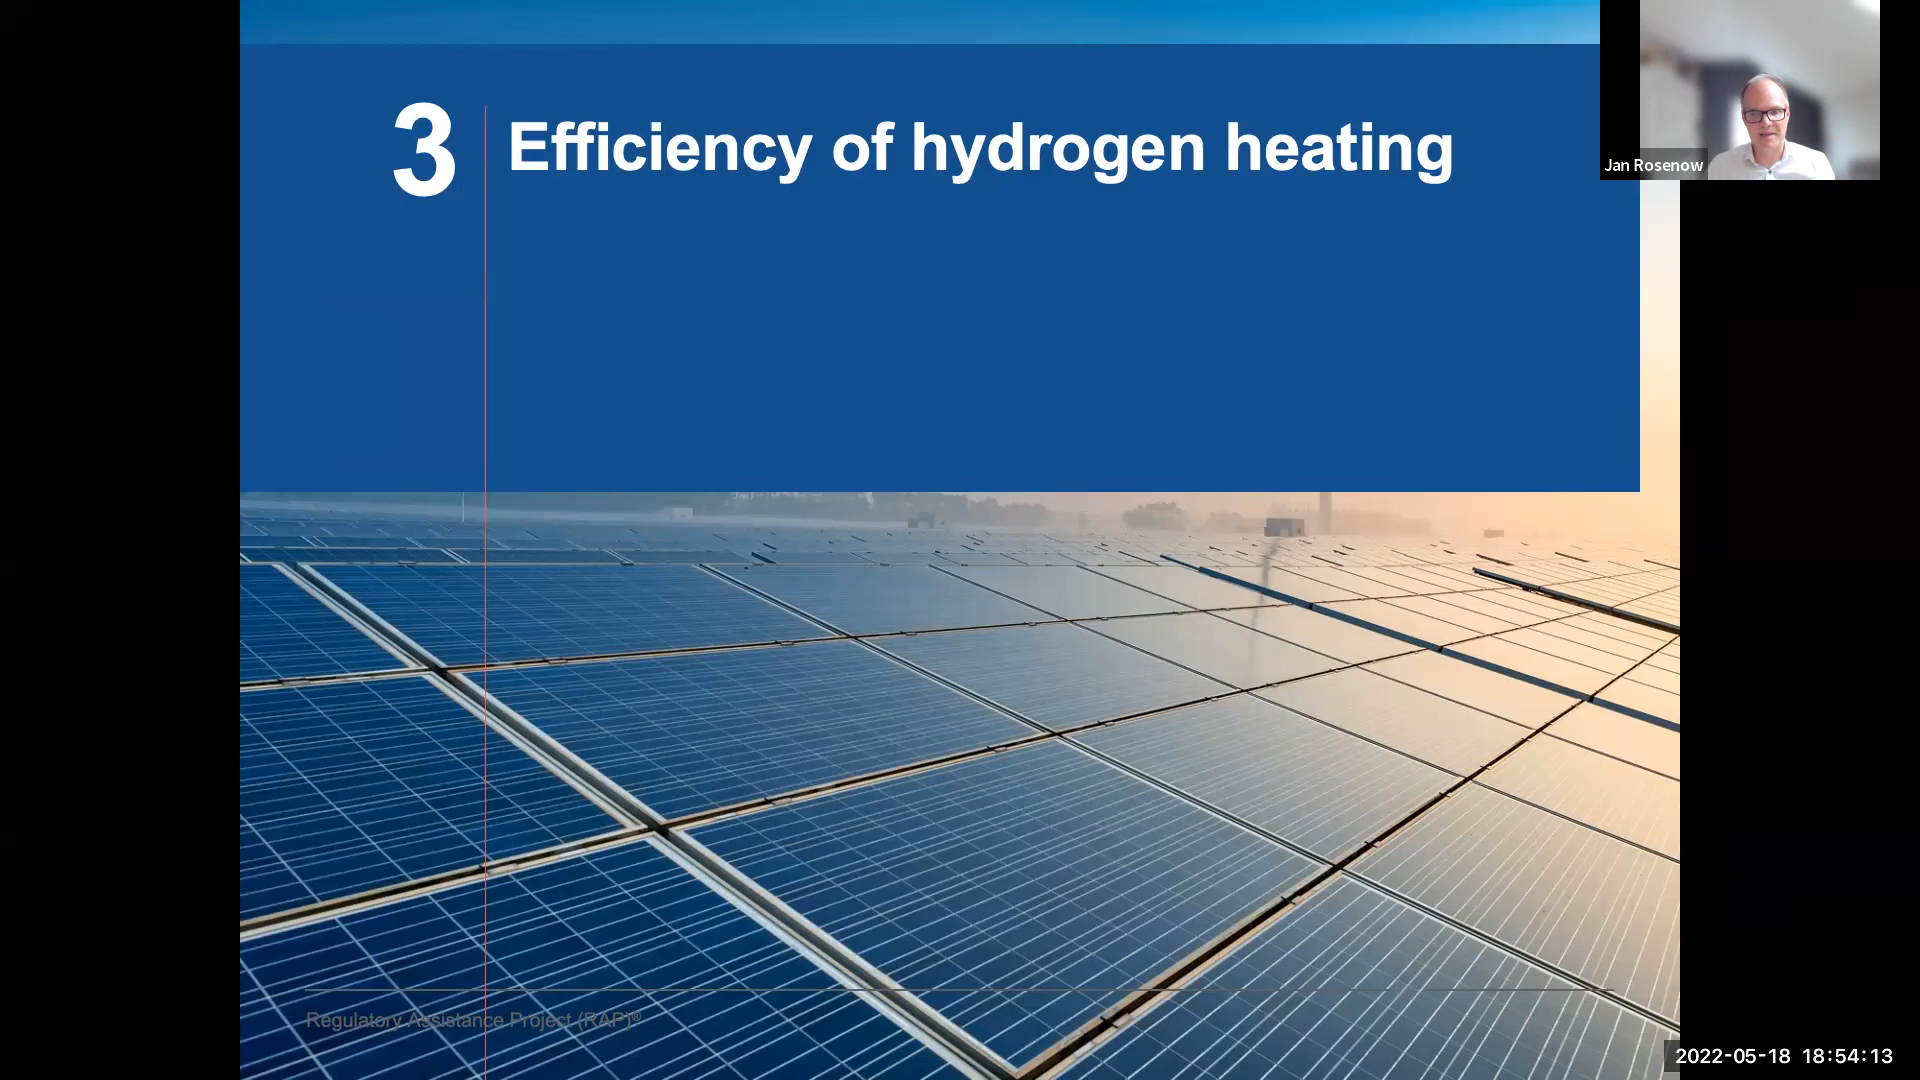 3
Efficiency of hydrogen heating
Jan Rosenow
Regulatory Assistance Project (RAP)®
2022-05-18 18:54:13